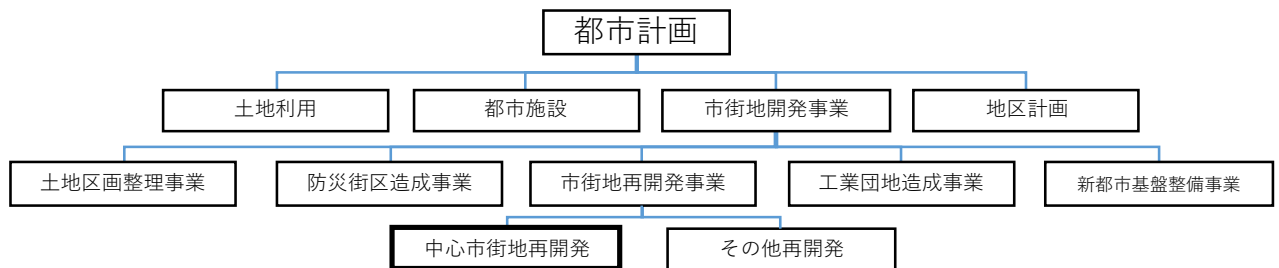 都市計画
土地利用
都市施設
市街地開発事業
地区計画
土地区画整理事業
防災街区造成事業
市街地再開発事業
工業団地造成事業
新都市基盤整備事業
中心市街地再開発
その他再開発